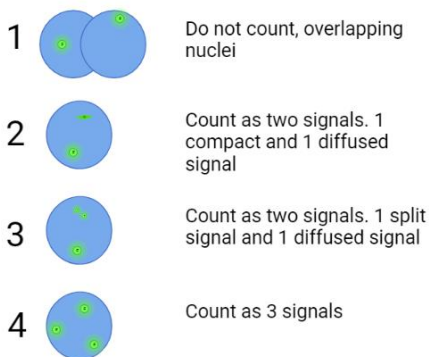 1
Do not count, overlapping
nuclei
2
Count as two signals. 1
compact and 1 diffused
signal
3
Count as two signals. 1 split
signal and 1 diffused signal
4
Count as 3 signals